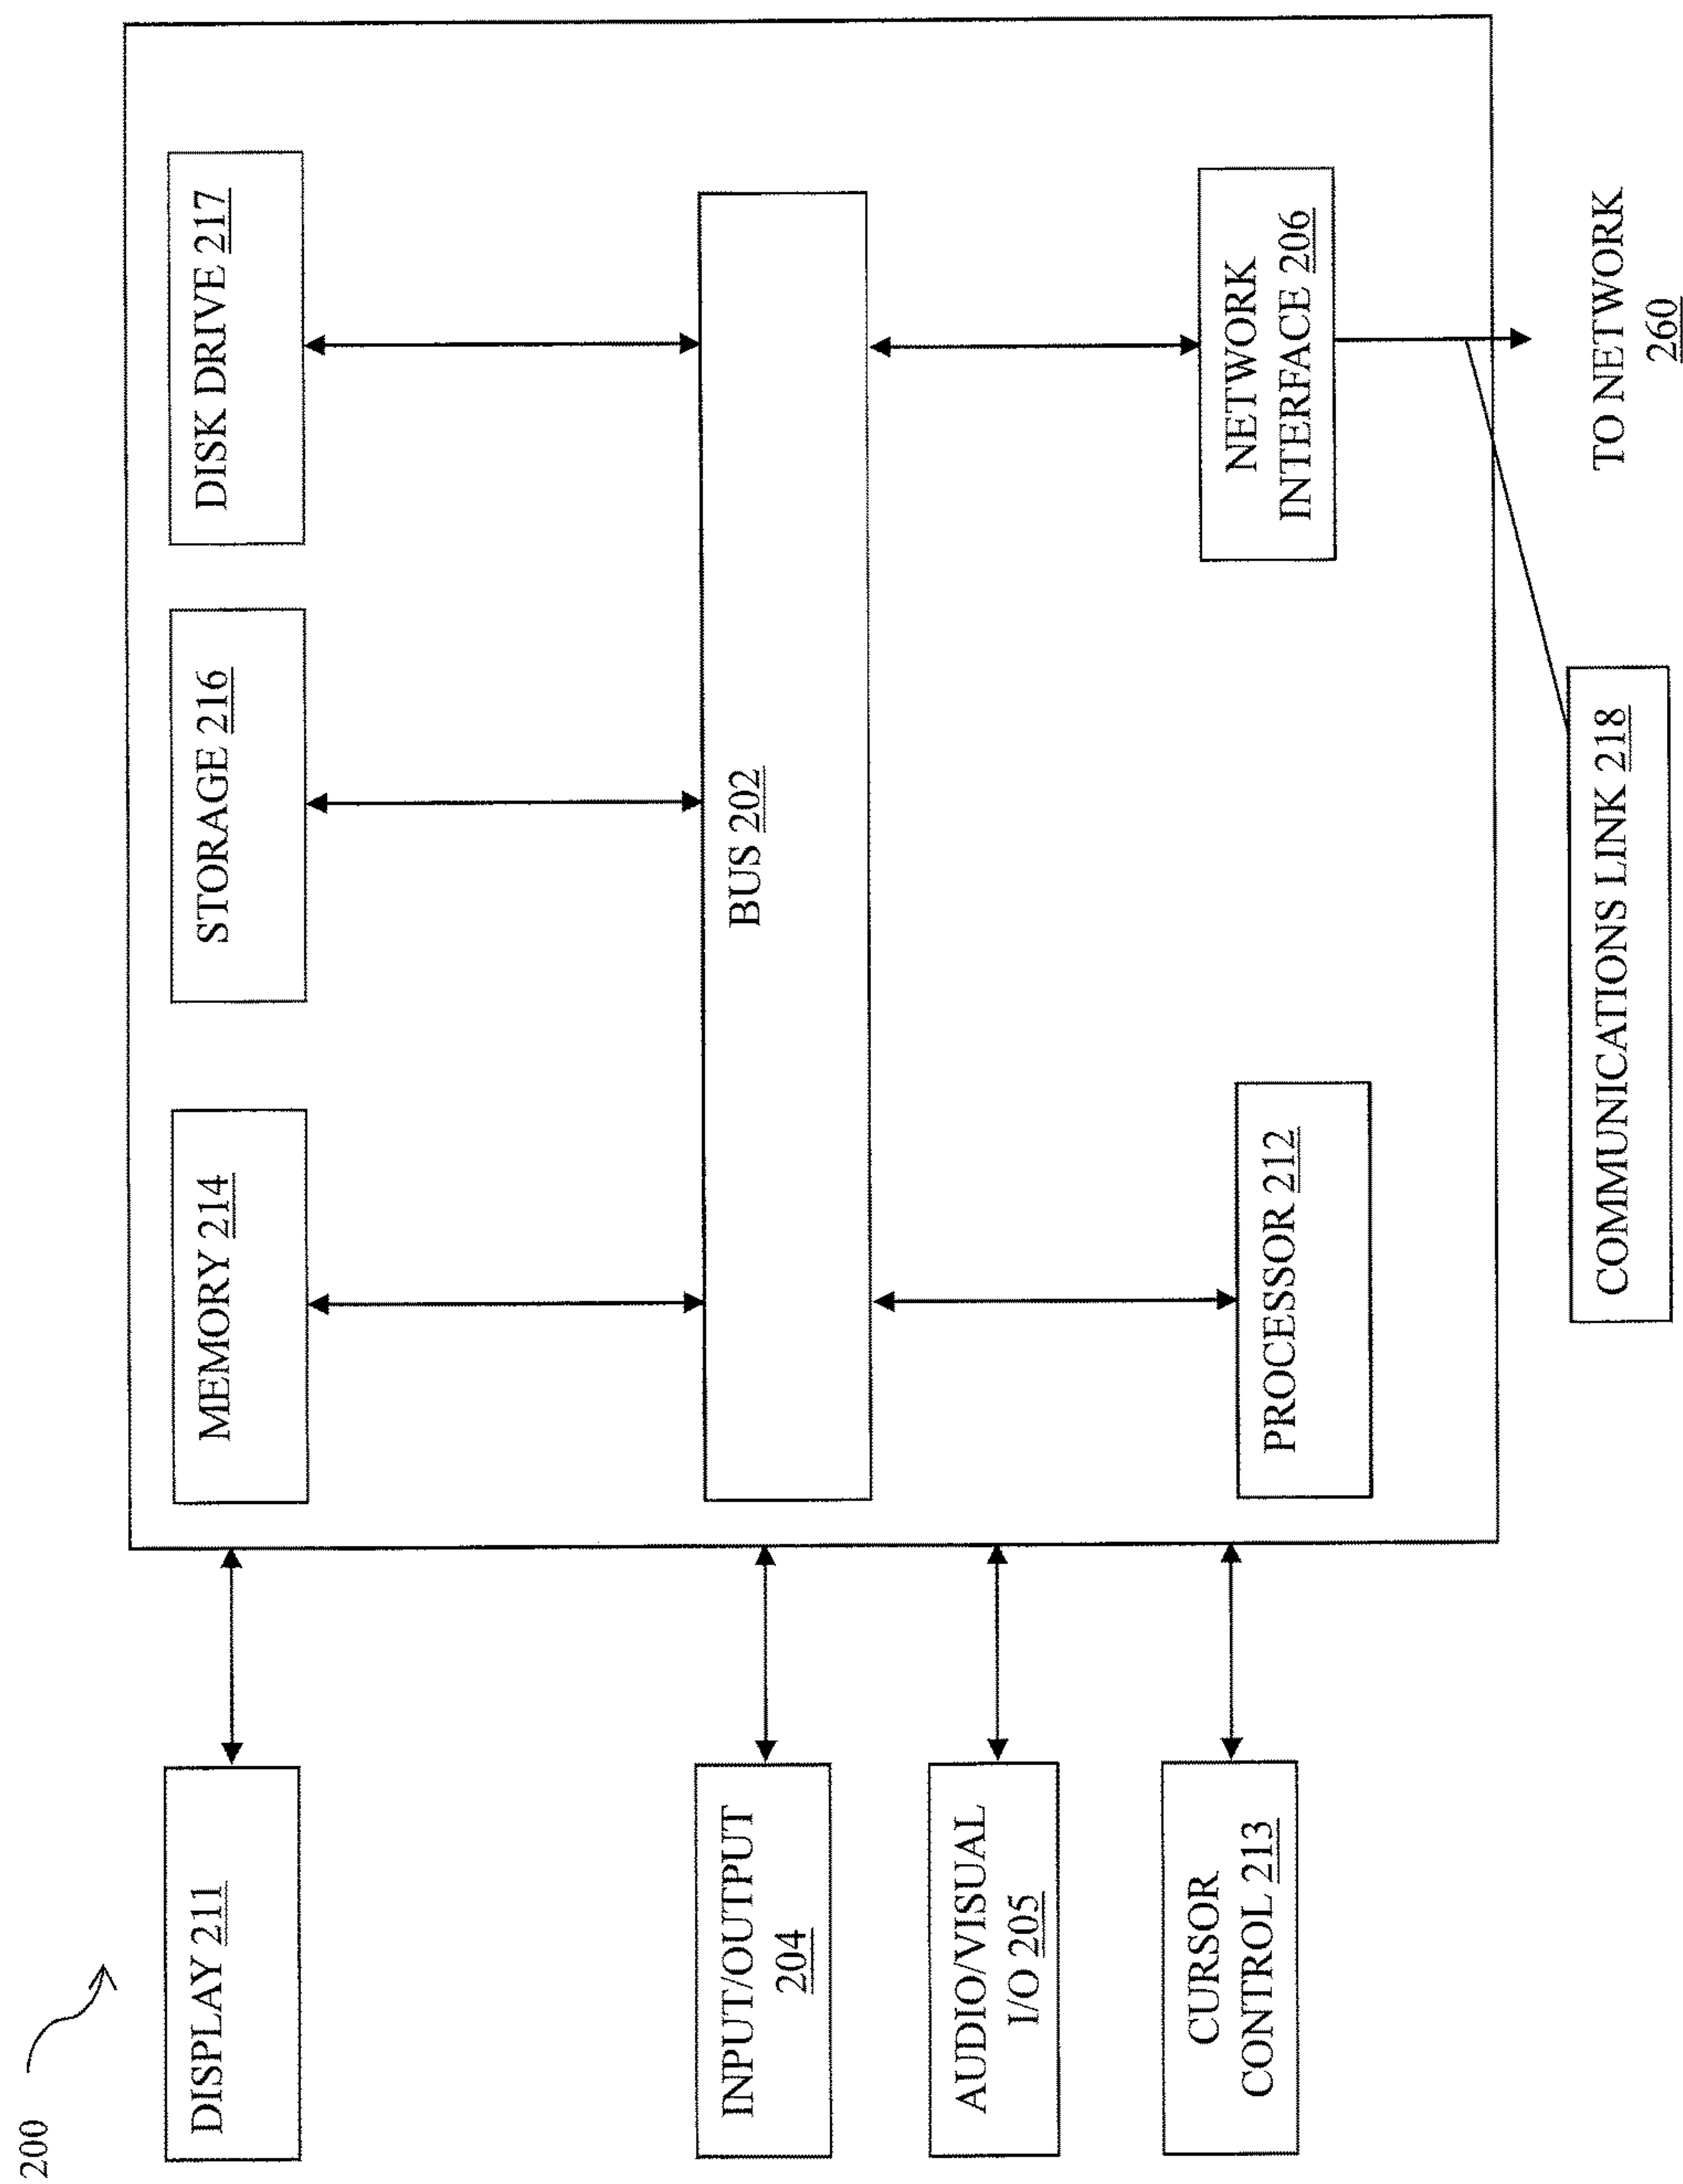 200
DISPLAY 211
INPUT/OUTPUT
204
AUDIO/VISUAL
I/O 205
CURSOR
CONTROL 213
MEMORY 214
STORAGE 216
DISK DRIVE 217
BUS 202
PROCESSOR 212
NETWORK
INTERFACE 206
COMMUNICATIONS LINK 218
TO NETWORK
260